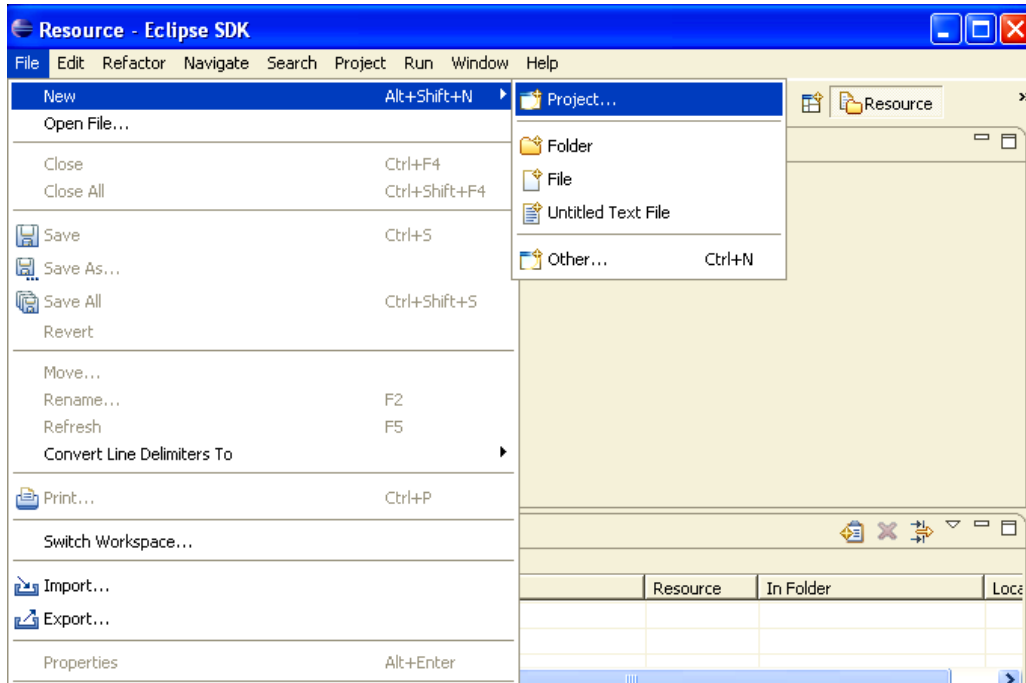 Resource - Eclipse SDK
File Edit Refactor Navigate Search Project Run Window Help
New Alt+Shift+N
Open File...
Close Ctrl+F4
Close All Ctrl+Shift+F4
Save Ctrl+S
Save As...
Save All Ctrl+Shift+S
Revert
Move...
Rename... F2
Refresh F5
Convert Line Delimiters To
Print... Ctrl+P
Switch Workspace...
Import...
Export...
Properties Alt+Enter
Project...
Folder
File
Untitled Text File
Other... Ctrl+N
Resource
Resource In Folder Loca